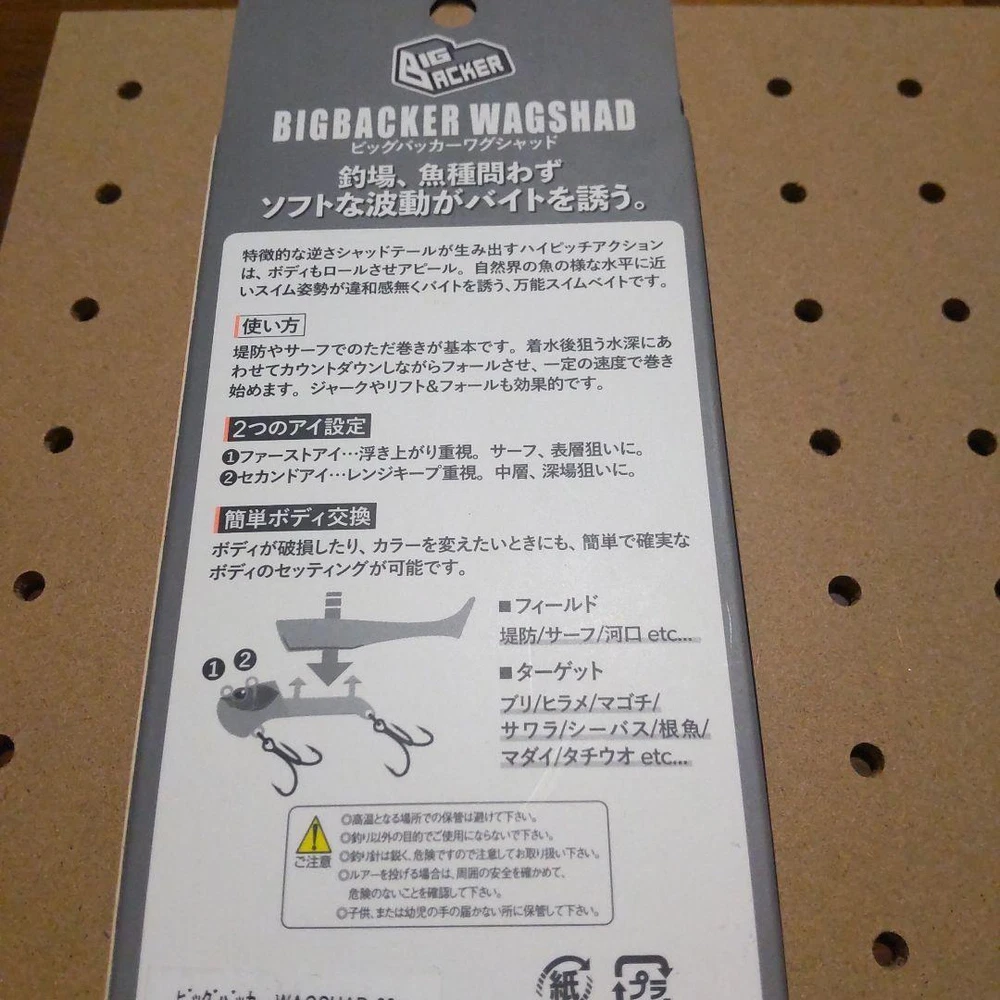 BIG BACKER
BIGBACKER WAGSHAD
ビッグバッカーワグシャッド
釣場、魚種問わず
ソフトな波動がバイトを誘う。
特徴的な逆さシャッドテールが生み出すハイピッチアクション
は、ボディもロールさせアピール。自然界の魚の様な水平に近
いスイム姿勢が違和感無くバイトを誘う、万能スイムベイトです。
使い方
堤防やサーフでのただ巻きが基本です。着水後狙う水深にあ
わせてカウントダウンしながらフォールさせ、一定の速度で巻き
始めます。ジャークやリフト&フォールも効果的です。
2つのアイ設定
❶ファーストアイ…浮き上がり重視。サーフ、表層狙いに。
❷セカンドアイ…レンジキープ重視。中層、深場狙いに。
簡単ボディ交換
ボディが破損したり、カラーを変えたいときにも、簡単で確実な
ボディのセッティングが可能です。
❶ ❷
■フィールド
堤防/サーフ/河口 etc...
■ターゲット
ブリ/ヒラメ/マゴチ/
サワラ/シーバス/根魚/
マダイ/タチウオ etc...
ご注意
◎高温となる場所での保管は避けて下さい。
◎釣り以外の目的でご使用にならないで下さい。
◎釣り針は鋭く、危険ですので注意してお取り扱い下さい。
◎ルアーを投げる場合は、周囲の安全を確かめて、
危険のないことを確認して下さい。
◎子供、または幼児の手の届かない所に保管して下さい。
紙
プラ
ビッグバッカー WAGSHAD